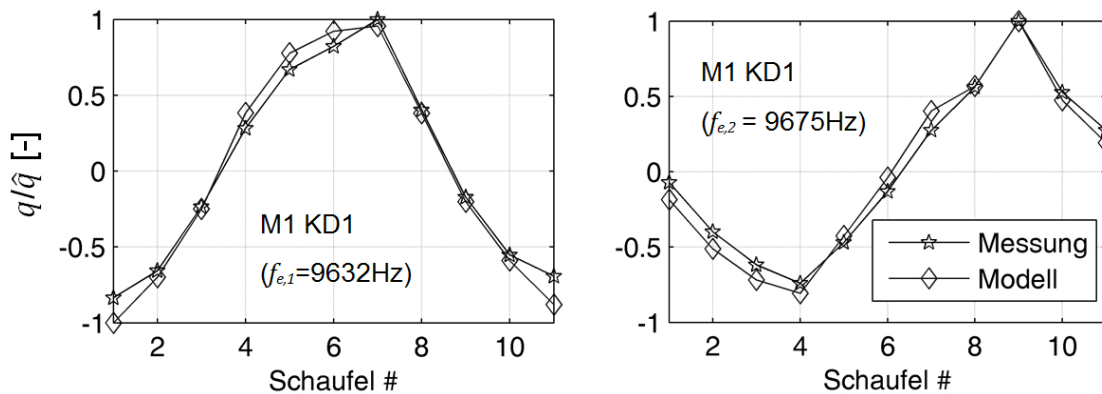 q/q̂ [-]
1
0.5
0
-0.5
-1
2
4
6
8
10
Schaufel #
M1 KD1
(fe,1=9632Hz)
1
0.5
0
-0.5
-1
2
4
6
8
10
Schaufel #
M1 KD1
(fe,2 = 9675Hz)
Messung
Modell